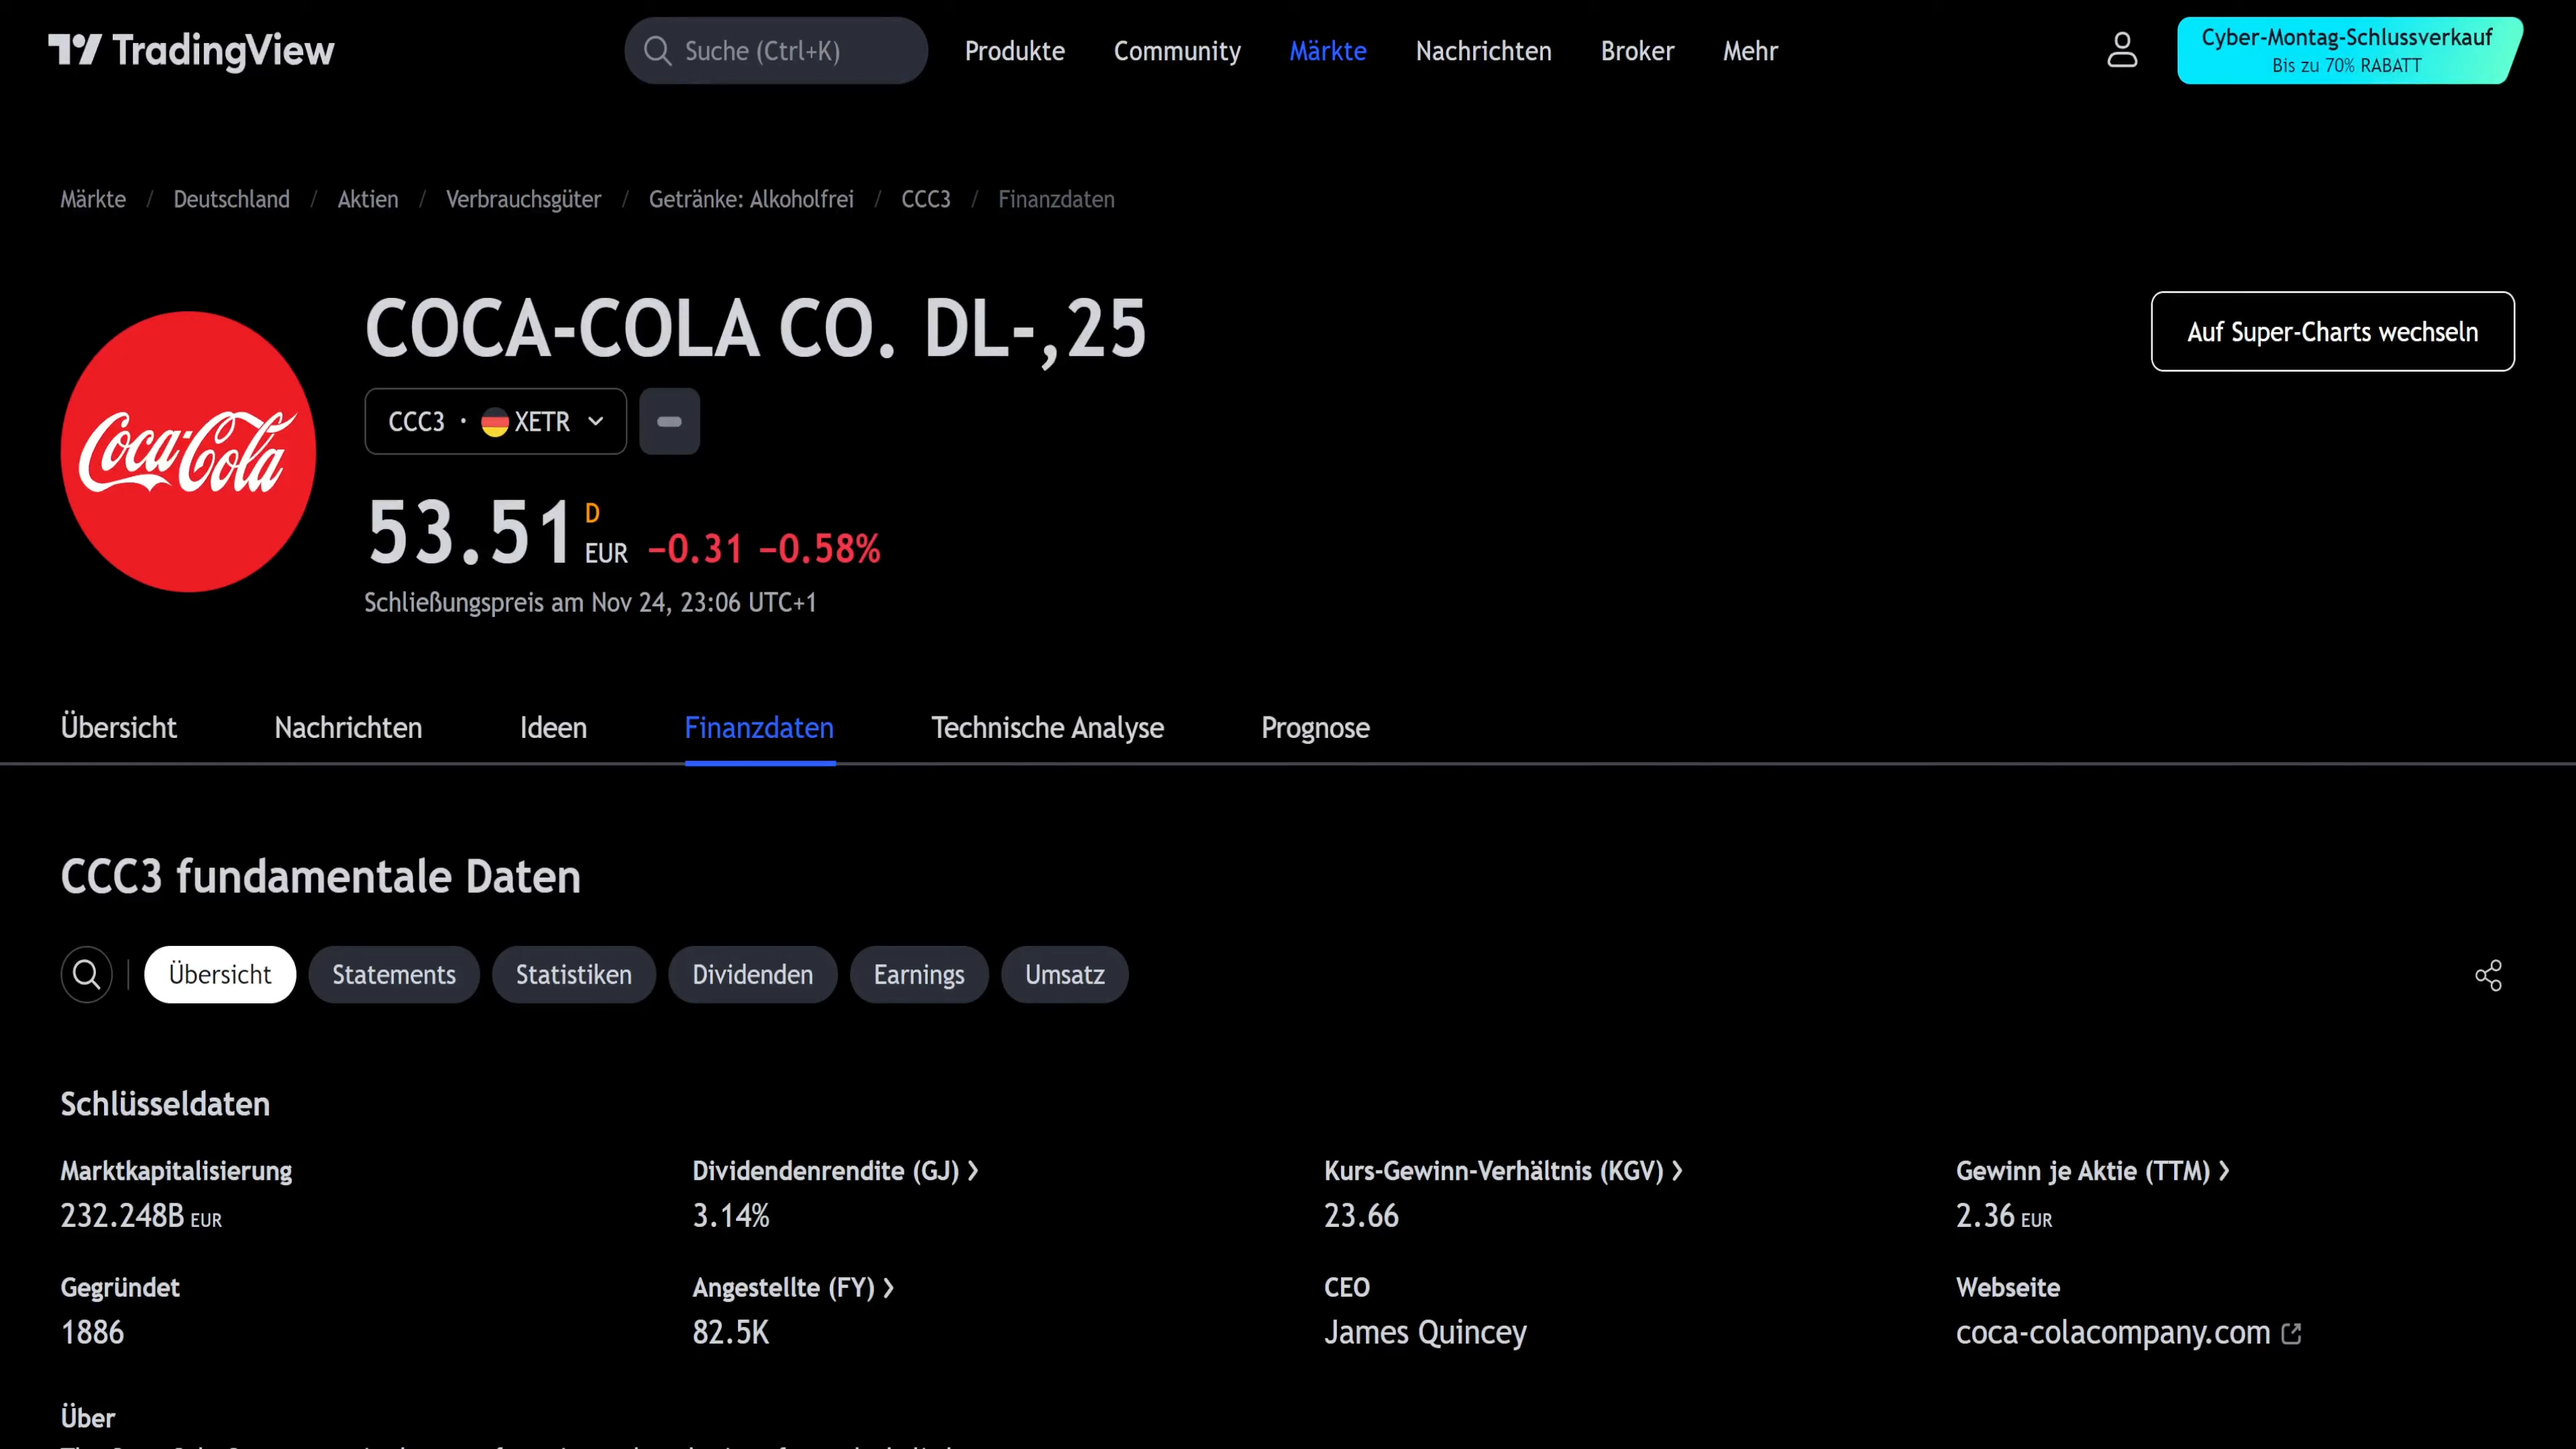 TradingView
Suche (Ctrl+K)
Produkte
Community
Märkte
Nachrichten
Broker
Mehr
Cyber-Montag-Schlussverkauf
Bis zu 70% RABATT
Märkte / Deutschland / Aktien / Verbrauchsgüter / Getränke: Alkoholfrei / CCC3 / Finanzdaten
Coca-Cola
COCA-COLA CO. DL-,25
Auf Super-Charts wechseln
CCC3 · XETR
53.51 D EUR −0.31 −0.58%
Schließungspreis am Nov 24, 23:06 UTC+1
Übersicht
Nachrichten
Ideen
Finanzdaten
Technische Analyse
Prognose
CCC3 fundamentale Daten
Übersicht
Statements
Statistiken
Dividenden
Earnings
Umsatz
Schlüsseldaten
Marktkapitalisierung
232.248B EUR
Dividendenrendite (GJ)
3.14%
Kurs-Gewinn-Verhältnis (KGV)
23.66
Gewinn je Aktie (TTM)
2.36 EUR
Gegründet
1886
Angestellte (FY)
82.5K
CEO
James Quincey
Webseite
coca-colacompany.com
Über